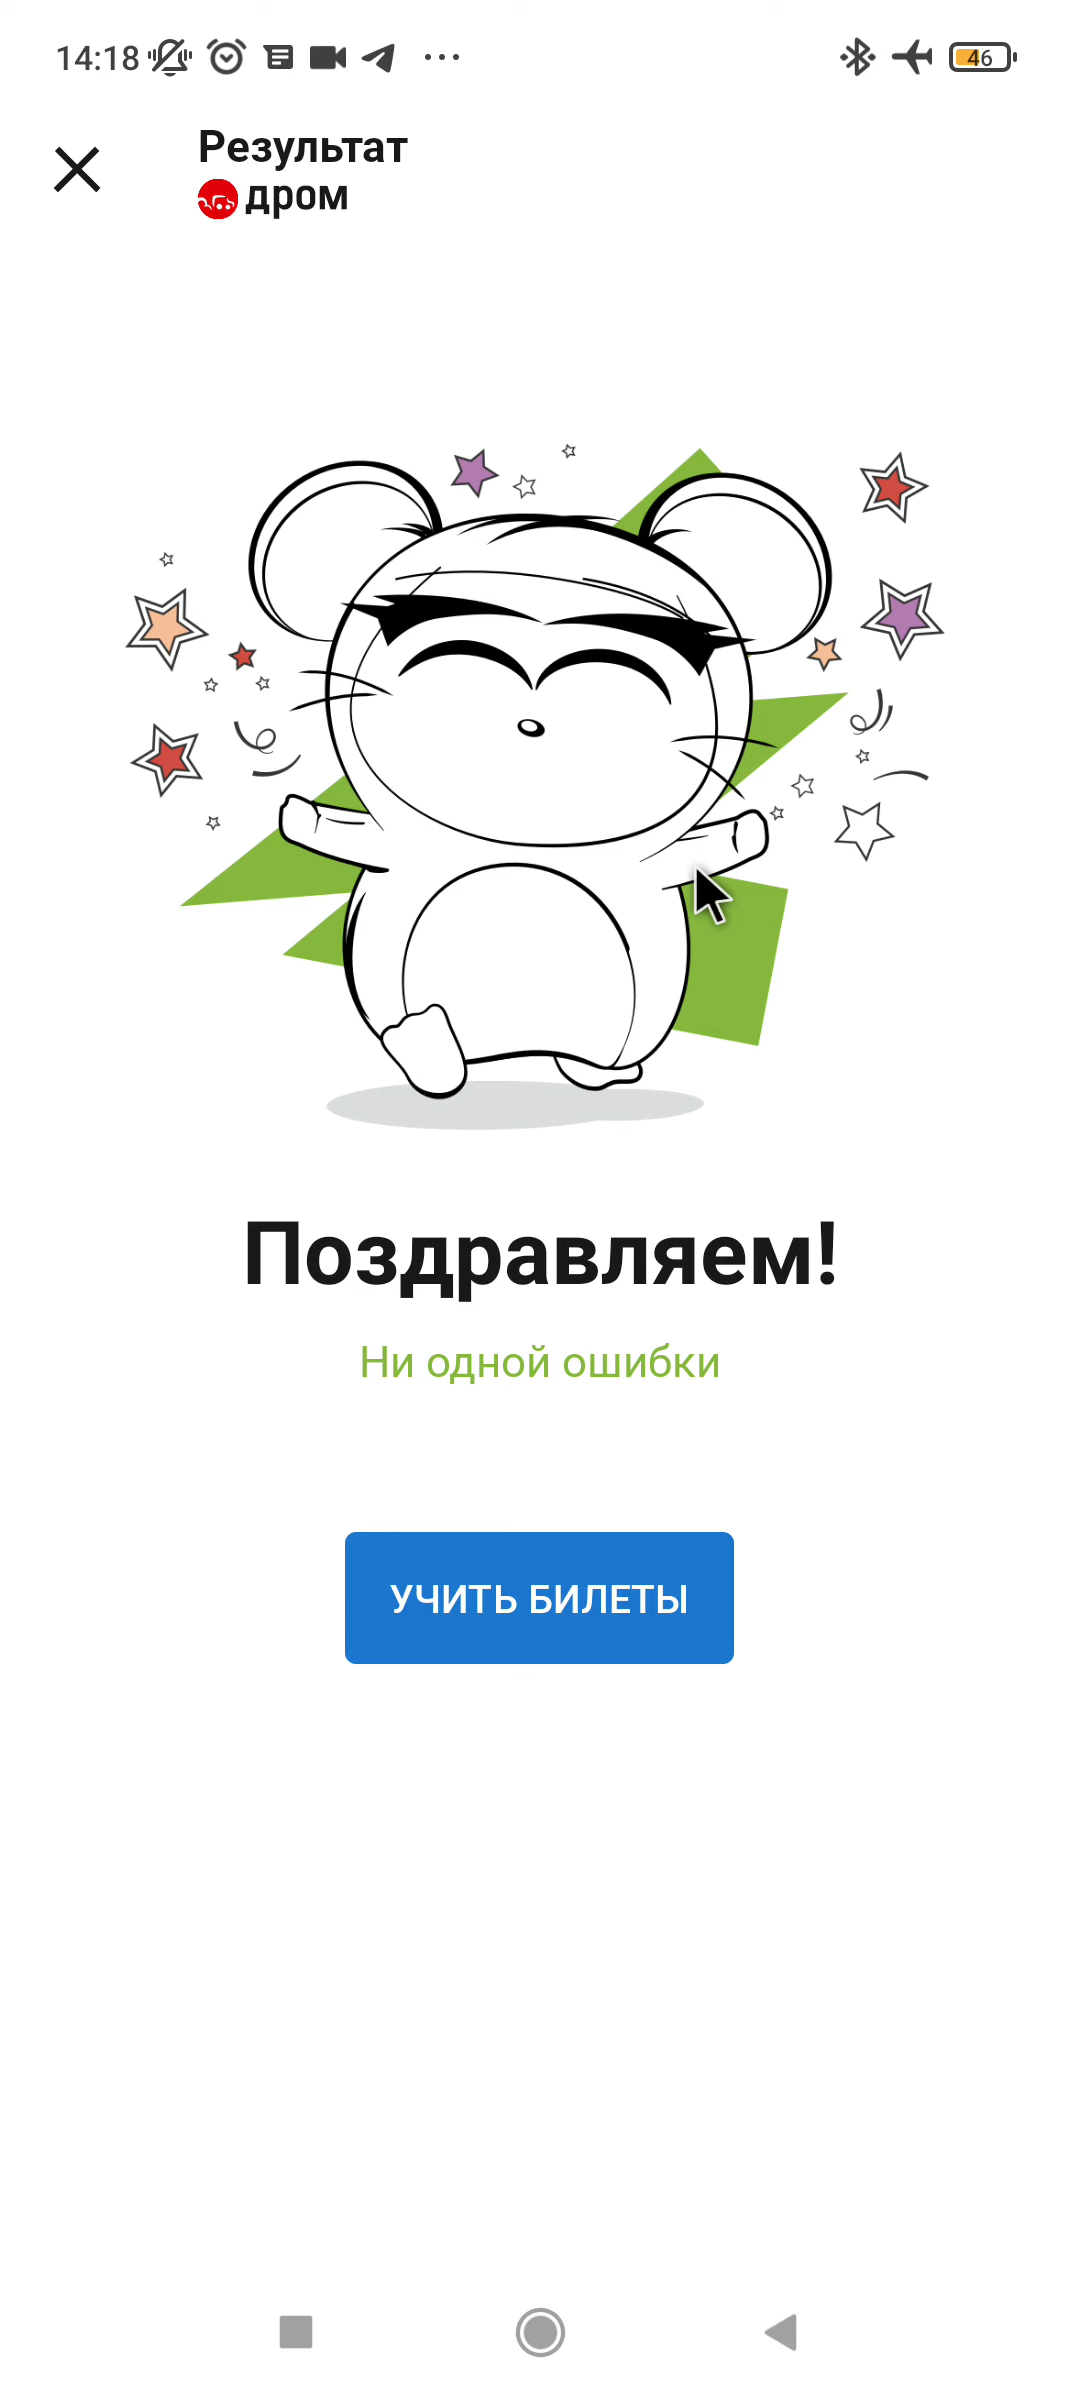 14:18
46
Результат
дром
Поздравляем!
Ни одной ошибки
УЧИТЬ БИЛЕТЫ